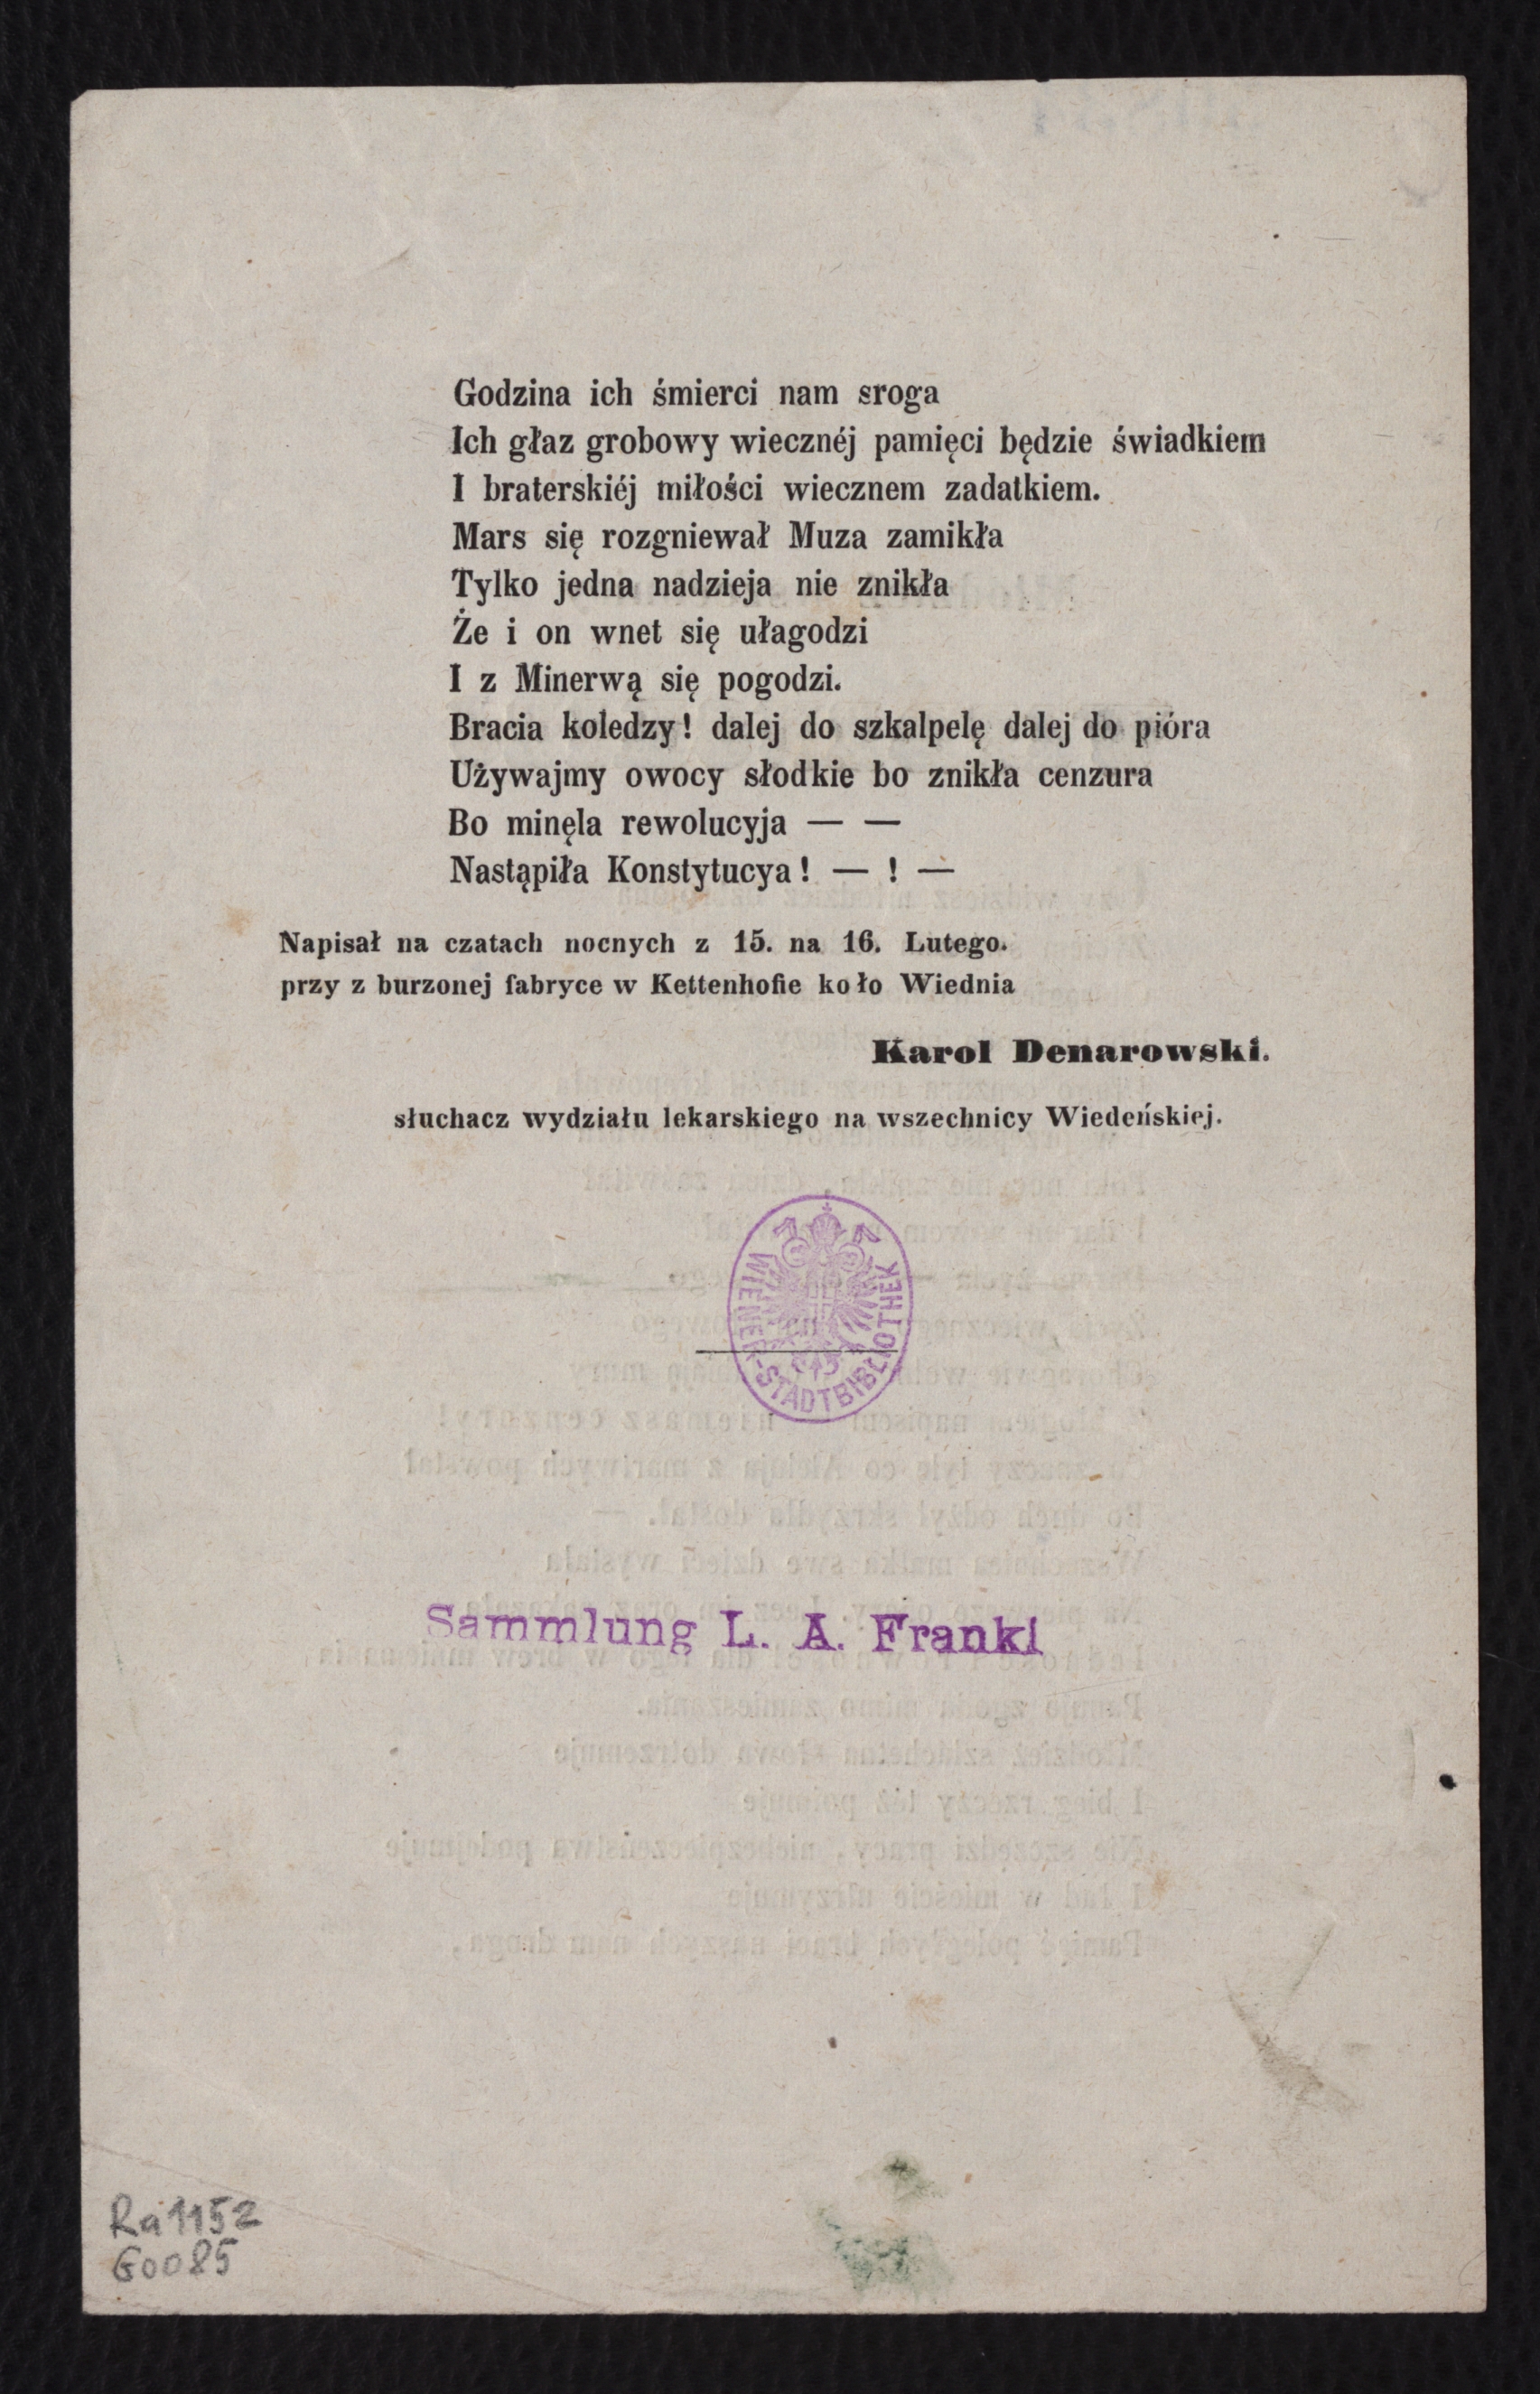 Godzina ich śmierci nam sroga
Ich głaz grobowy wiecznéj pamięci będzie świadkiem
I braterskiéj miłości wiecznem zadatkiem.
Mars się rozgniewał Muza zamikła
Tylko jedna nadzieja nie znikła
Że i on wnet się ułagodzi
I z Minerwą się pogodzi.
Bracia koledzy! dalej do szkalpelę dalej do pióra
Używajmy owocy słodkie bo znikła cenzura
Bo minęla rewolucyja — —
Nastąpiła Konstytucya! — ! —
Napisał na czatach nocnych z 15. na 16. Lutego.
przy z burzonej fabryce w Kettenhofie koło Wiednia
Karol Denarowski.
słuchacz wydziału lekarskiego na wszechnicy Wiedeńskiej.
WIENER-STADTBIBLIOTHEK
Sammlung L. A. Frankl
Ra 1152
G0085